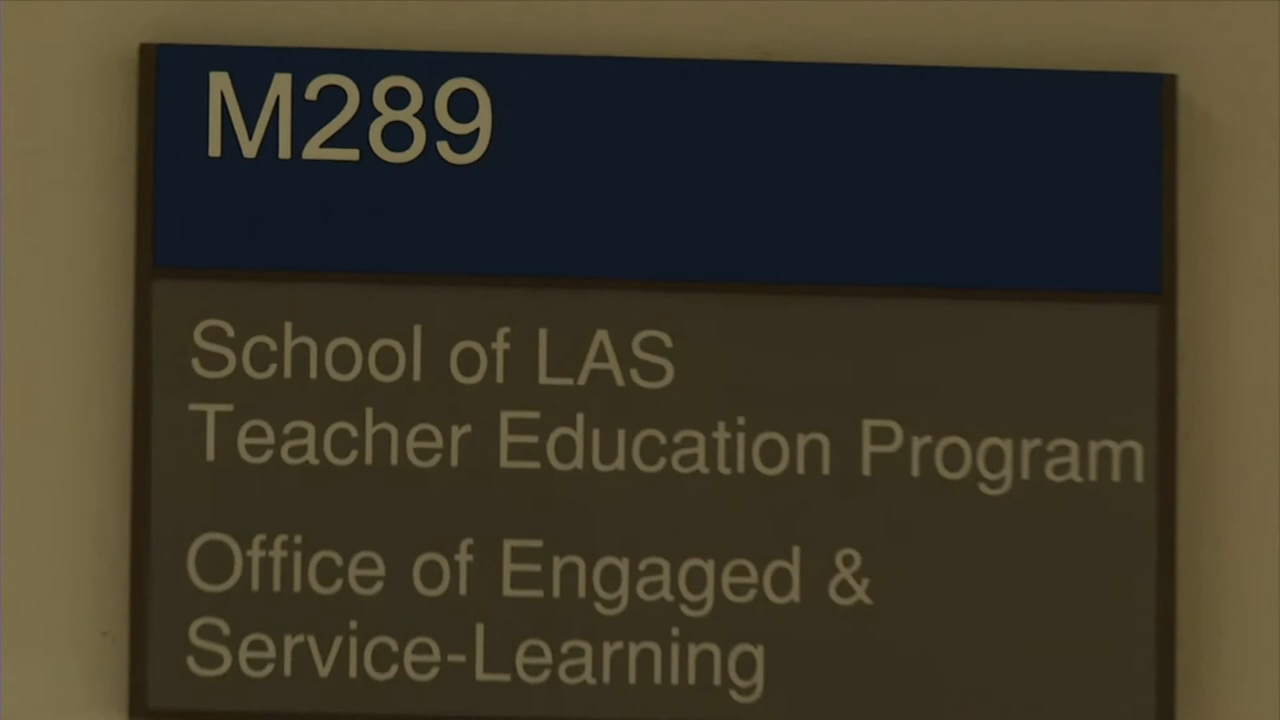 M289
School of LAS
Teacher Education Program
Office of Engaged &
Service-Learning